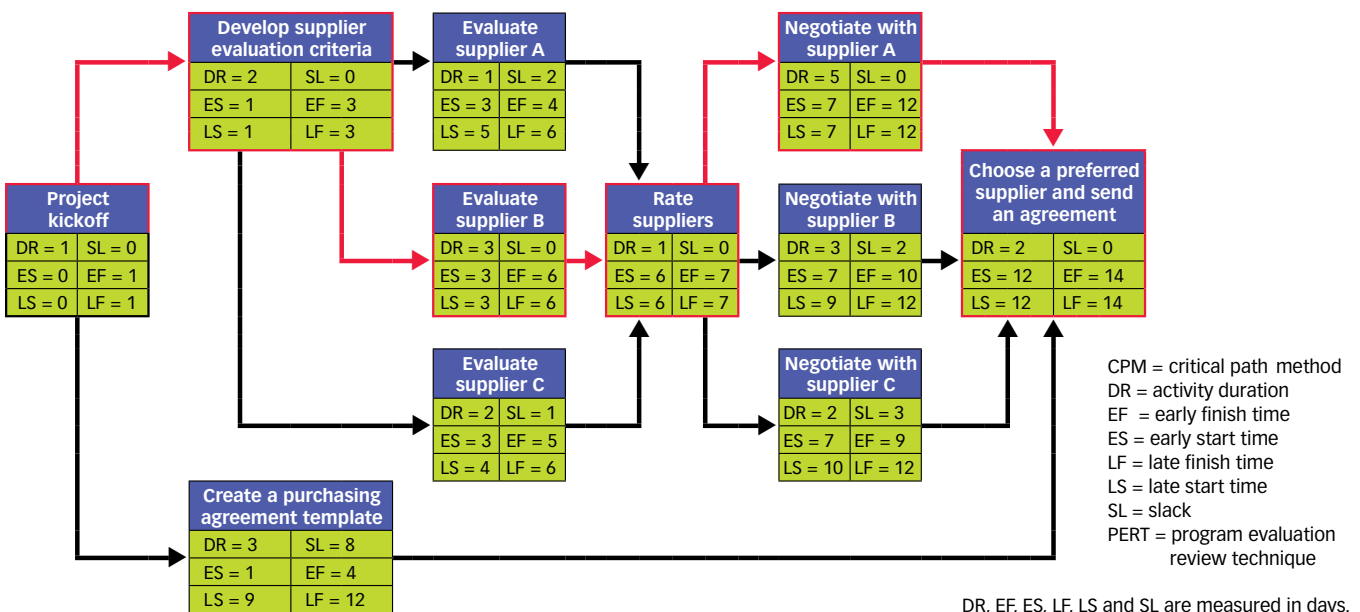 Project
kickoff
DR = 1 SL = 0
ES = 0 EF = 1
LS = 0 LF = 1
Develop supplier
evaluation criteria
DR = 2 SL = 0
ES = 1 EF = 3
LS = 1 LF = 3
Create a purchasing
agreement template
DR = 3 SL = 8
ES = 1 EF = 4
LS = 9 LF = 12
Evaluate
supplier A
DR = 1 SL = 2
ES = 3 EF = 4
LS = 5 LF = 6
Evaluate
supplier B
DR = 3 SL = 0
ES = 3 EF = 6
LS = 3 LF = 6
Evaluate
supplier C
DR = 2 SL = 1
ES = 3 EF = 5
LS = 4 LF = 6
Rate
suppliers
DR = 1 SL = 0
ES = 6 EF = 7
LS = 6 LF = 7
Negotiate with
supplier A
DR = 5 SL = 0
ES = 7 EF = 12
LS = 7 LF = 12
Negotiate with
supplier B
DR = 3 SL = 2
ES = 7 EF = 10
LS = 9 LF = 12
Negotiate with
supplier C
DR = 2 SL = 3
ES = 7 EF = 9
LS = 10 LF = 12
Choose a preferred
supplier and send
an agreement
DR = 2 SL = 0
ES = 12 EF = 14
LS = 12 LF = 14
CPM = critical path method
DR = activity duration
EF = early finish time
ES = early start time
LF = late finish time
LS = late start time
SL = slack
PERT = program evaluation
review technique
DR, EF, ES, LF, LS and SL are measured in days.